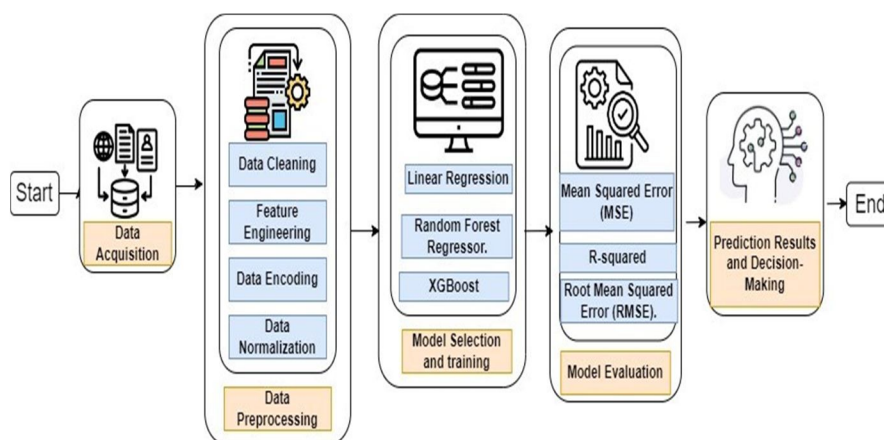 Start
Data
Acquisition
Data Cleaning
Feature
Engineering
Data Encoding
Data
Normalization
Data
Preprocessing
Linear Regression
Random Forest
Regressor.
XGBoost
Model Selection
and training
Mean Squared Error
(MSE)
R-squared
Root Mean Squared
Error (RMSE).
Model Evaluation
Prediction Results
and Decision-
Making
End